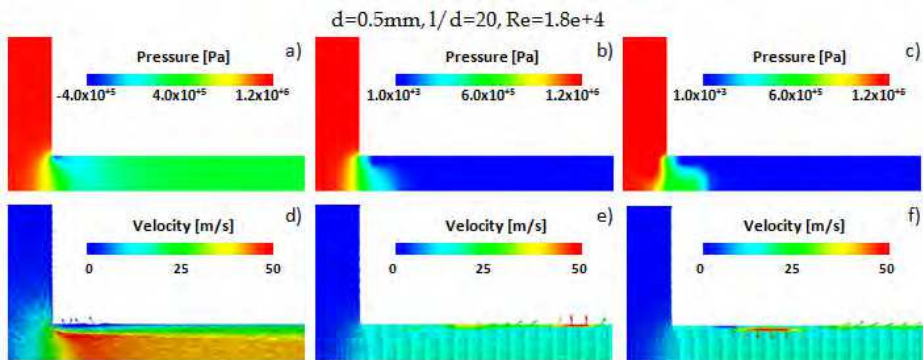 d=0.5mm, l/d=20, Re=1.8e+4
Pressure [Pa] a)
-4.0x10⁺⁵ 4.0x10⁺⁵ 1.2x10⁺⁶
Pressure [Pa] b)
1.0x10⁺³ 6.0x10⁺⁵ 1.2x10⁺⁶
Pressure [Pa] c)
1.0x10⁺³ 6.0x10⁺⁵ 1.2x10⁺⁶
Velocity [m/s] d)
0 25 50
Velocity [m/s] e)
0 25 50
Velocity [m/s] f)
0 25 50